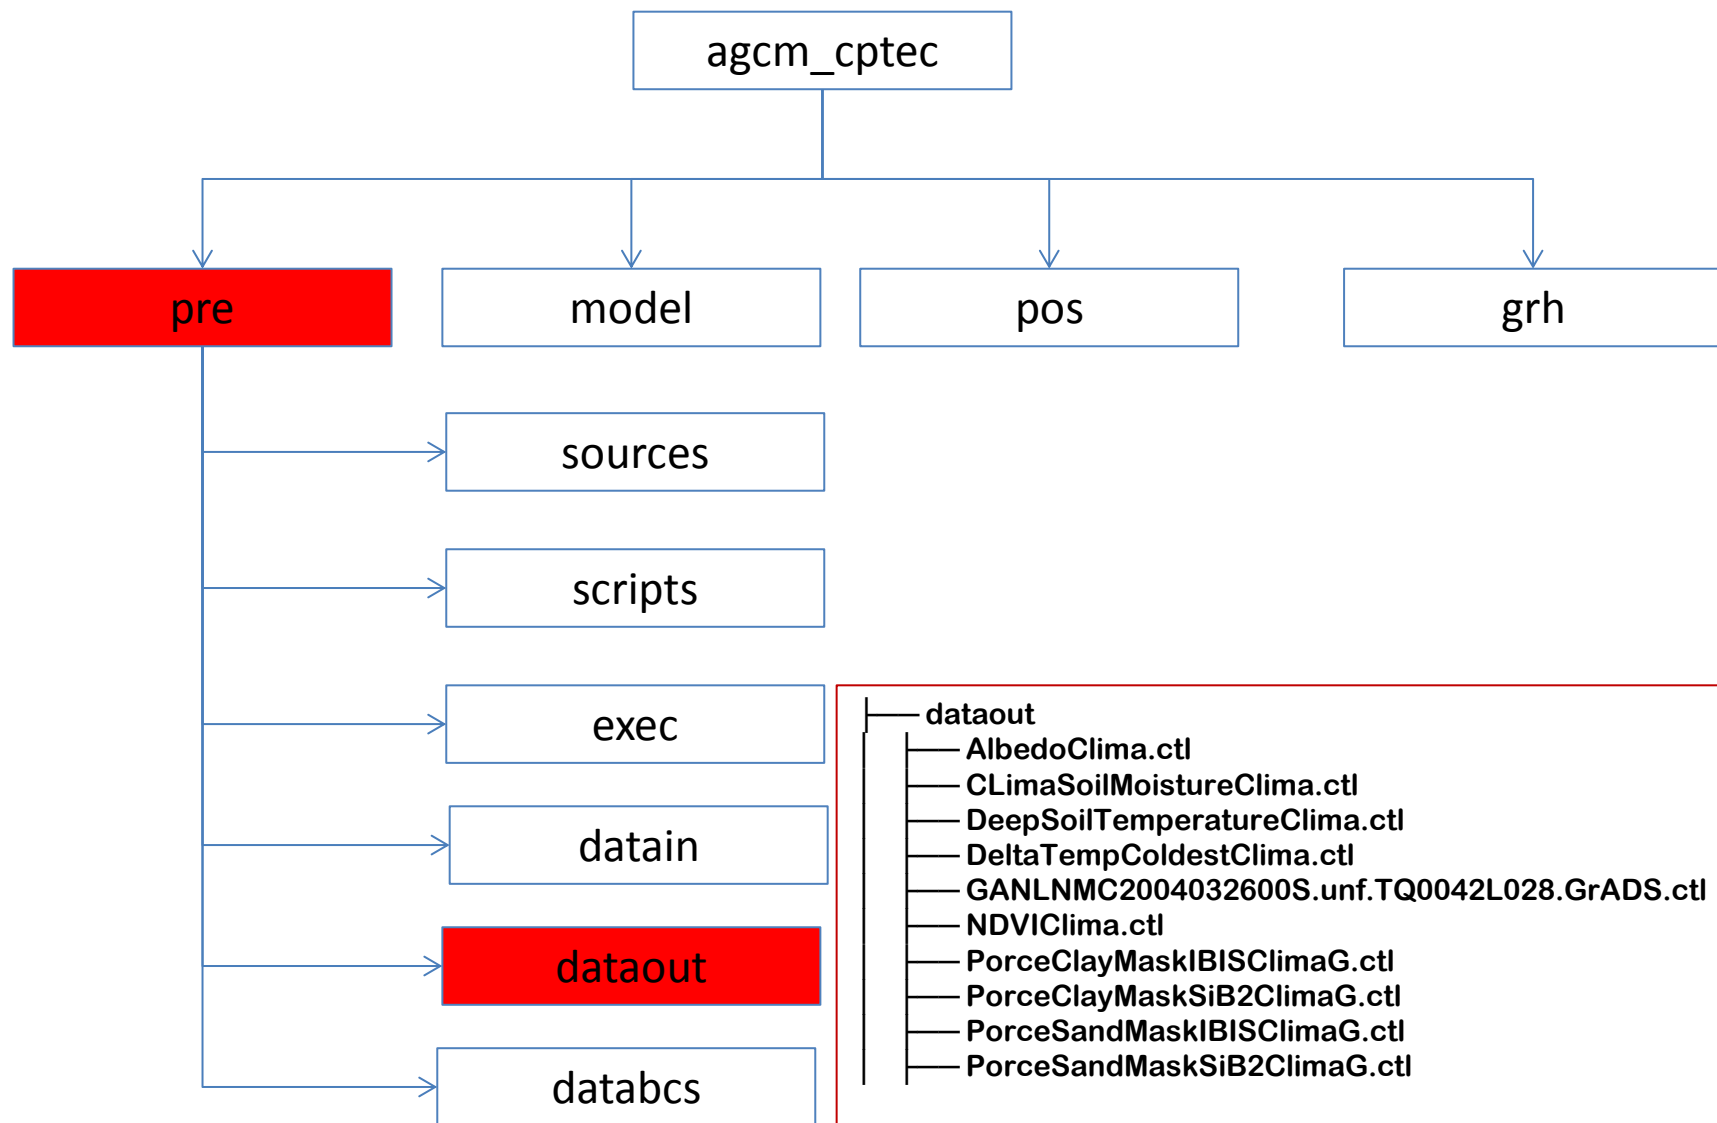 agcm_cptec
pre
model
pos
grh
sources
scripts
exec
datain
dataout
databcs
dataout
AlbedoClima.ctl
CLimaSoilMoistureClima.ctl
DeepSoilTemperatureClima.ctl
DeltaTempColdestClima.ctl
GANLNMC2004032600S.unf.TQ0042L028.GrADS.ctl
NDVIClima.ctl
PorceClayMaskIBISClimaG.ctl
PorceClayMaskSiB2ClimaG.ctl
PorceSandMaskIBISClimaG.ctl
PorceSandMaskSiB2ClimaG.ctl